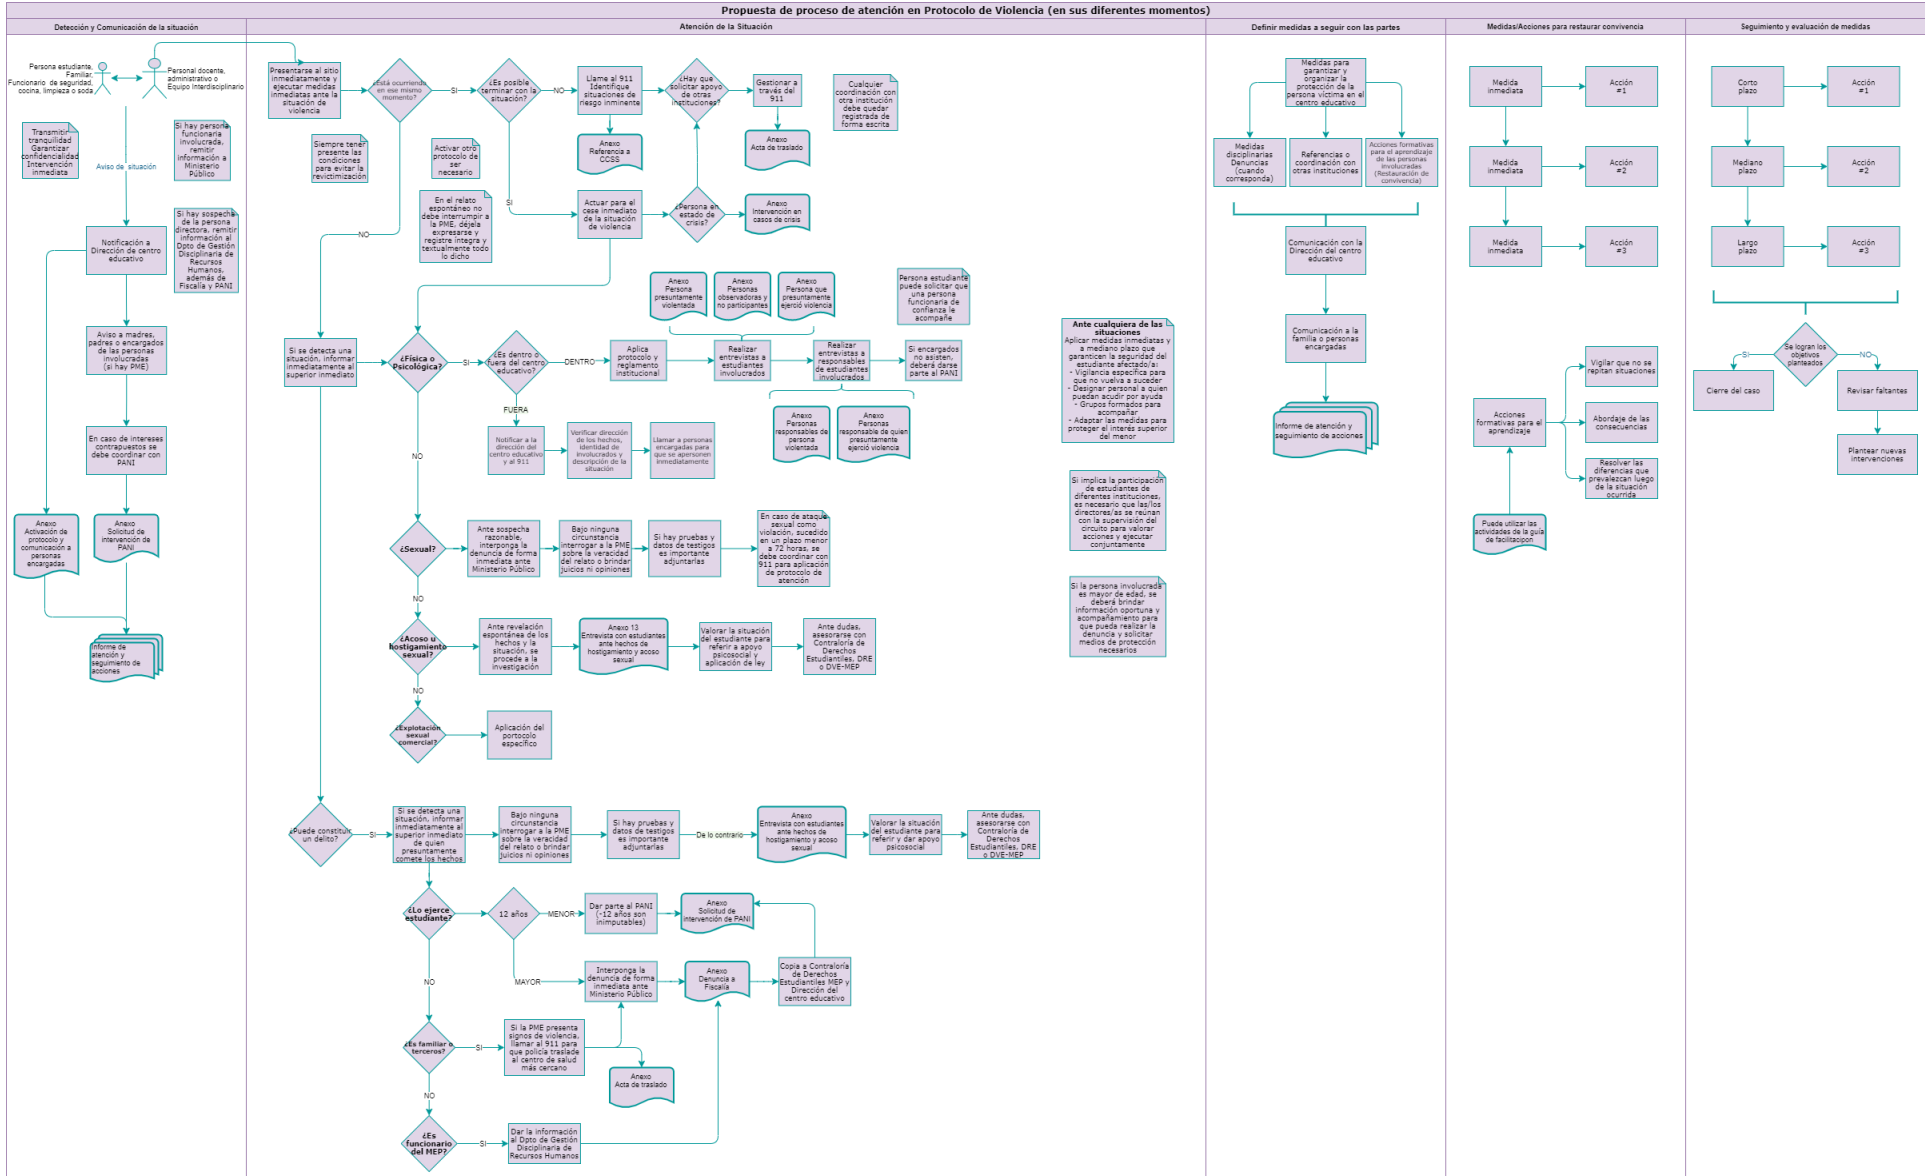 Propuesta de proceso de atención en Protocolo de Violencia (en sus diferentes momentos)
Detección y Comunicación de la situación
Persona estudiante,
Familiar,
Funcionario de seguridad,
cocina, limpieza o soda
Personal docente,
administrativo o
Equipo Interdisciplinario
Transmitir
tranquilidad
Garantizar
confidencialidad
Intervención
inmediata
Aviso de situación
Si hay persona
funcionaria
involucrada,
remitir
información a
Ministerio
Público
Si hay sospecha
de la persona
directora, remitir
información al
Dpto de Gestión
Disciplinaria de
Recursos
Humanos,
además de
Fiscalía y PANI
Notificación a
Dirección de centro
educativo
Aviso a madres,
padres o encargados
de las personas
involucradas
(si hay PME)
En caso de intereses
contrapuestos se
debe coordinar con
PANI
Anexo
Activación de
protocolo y
comunicación a
personas
encargadas
Anexo
Solicitud de
intervención de
PANI
Informe de
atención y
seguimiento de
acciones
Atención de la Situación
Presentarse al sitio
inmediatamente y
ejecutar medidas
inmediatas ante la
situación de
violencia
¿Está ocurriendo
en ese mismo
momento?
SI
¿Es posible
terminar con la
situación?
NO
Llame al 911
Identifique
situaciones de
riesgo inminente
¿Hay que
solicitar apoyo
de otras
instituciones?
Gestionar a
través del
911
Cualquier
coordinación con
otra institución
debe quedar
registrada de
forma escrita
Siempre tener
presente las
condiciones
para evitar la
revictimización
Activar otro
protocolo de
ser
necesario
Anexo
Referencia a
CCSS
Anexo
Acta de traslado
En el relato
espontáneo no
debe interrumpir a
la PME, déjela
expresarse y
registre íntegra y
textualmente todo
lo dicho
SI
Actuar para el
cese inmediato
de la situación
de violencia
¿Persona en
estado de
crisis?
Anexo
Intervención en
casos de crisis
NO
Anexo
Persona
presuntamente
violentada
Anexo
Personas
observadoras y
no participantes
Anexo
Persona que
presuntamente
ejerció violencia
Persona estudiante
puede solicitar que
una persona
funcionaria de
confianza le
acompañe
Si se detecta una
situación, informar
inmediatamente al
superior inmediato
¿Física o
Psicológica?
SI
¿Es dentro o
fuera del centro
educativo?
DENTRO
Aplica
protocolo y
reglamento
institucional
Realizar
entrevistas a
estudiantes
involucrados
Realizar
entrevistas a
responsables
de estudiantes
involucrados
Si encargados
no asisten,
deberá darse
parte al PANI
FUERA
Notificar a la
dirección del
centro educativo
y al 911
Verificar dirección
de los hechos,
identidad de
involucrados y
descripción de la
situación
Llamar a personas
encargadas para
que se apersonen
inmediatamente
Anexo
Personas
responsables de
persona
violentada
Anexo
Personas
responsable de quien
presuntamente
ejerció violencia
NO
¿Sexual?
Ante sospecha
razonable,
interponga la
denuncia de forma
inmediata ante
Ministerio Público
Bajo ninguna
circunstancia
interrogar a la PME
sobre la veracidad
del relato o brindar
juicios ni opiniones
Si hay pruebas y
datos de testigos
es importante
adjuntarlas
En caso de ataque
sexual como
violación, sucedido
en un plazo menor
a 72 horas, se
debe coordinar con
911 para aplicación
de protocolo de
atención
NO
¿Acoso u
hostigamiento
sexual?
Ante revelación
espontánea de los
hechos y la
situación, se
procede a la
investigación
Anexo 13
Entrevista con estudiantes
ante hechos de
hostigamiento y acoso
sexual
Valorar la situación
del estudiante para
referir a apoyo
psicosocial y
aplicación de ley
Ante dudas,
asesorarse con
Contraloría de
Derechos
Estudiantiles, DRE
o DVE-MEP
NO
¿Explotación
sexual
comercial?
Aplicación del
portocolo
específico
Ante cualquiera de las
situaciones
Aplicar medidas inmediatas y
a mediano plazo que
garanticen la seguridad del
estudiante afectado/a:
- Vigilancia específica para
que no vuelva a suceder
- Designar personal a quien
puedan acudir por ayuda
- Grupos formados para
acompañar
- Adaptar las medidas para
proteger el interés superior
del menor
Si implica la participación
de estudiantes de
diferentes instituciones,
es necesario que las/los
directores/as se reúnan
con la supervisión del
circuito para valorar
acciones y ejecutar
conjuntamente
Si la persona involucrada
es mayor de edad, se
deberá brindar
información oportuna y
acompañamiento para
que pueda realizar la
denuncia y solicitar
medios de protección
necesarios
¿Puede constituir
un delito?
SI
Si se detecta una
situación, informar
inmediatamente al
superior inmediato
de quien
presuntamente
comete los hechos
Bajo ninguna
circunstancia
interrogar a la PME
sobre la veracidad
del relato o brindar
juicios ni opiniones
Si hay pruebas y
datos de testigos
es importante
adjuntarlas
De lo contrario
Anexo
Entrevista con estudiantes
ante hechos de
hostigamiento y acoso
sexual
Valorar la situación
del estudiante para
referir y dar apoyo
psicosocial
Ante dudas,
asesorarse con
Contraloría de
Derechos
Estudiantiles, DRE
o DVE-MEP
¿Lo ejerce
estudiante?
12 años
MENOR
Dar parte al PANI
(-12 años son
inimputables)
Anexo
Solicitud de
intervención de PANI
MAYOR
Interponga la
denuncia de forma
inmediata ante
Ministerio Público
Anexo
Denuncia a
Fiscalía
Copia a Contraloría
de Derechos
Estudiantiles MEP y
Dirección del
centro educativo
NO
¿Es familiar o
terceros?
SI
Si la PME presenta
signos de violencia,
llamar al 911 para
que policía traslade
al centro de salud
más cercano
Anexo
Acta de traslado
NO
¿Es
funcionario
del MEP?
SI
Dar la información
al Dpto de Gestión
Disciplinaria de
Recursos Humanos
Definir medidas a seguir con las partes
Medidas para
garantizar y
organizar la
protección de la
persona víctima en el
centro educativo
Medidas
disciplinarias
Denuncias
(cuando
corresponda)
Referencias o
coordinación con
otras instituciones
Acciones formativas
para el aprendizaje
de las personas
involucradas
(Restauración de
convivencia)
Comunicación con la
Dirección del centro
educativo
Comunicación a la
familia o personas
encargadas
Informe de atención y
seguimiento de acciones
Medidas/Acciones para restaurar convivencia
Medida
inmediata
Acción
#1
Medida
inmediata
Acción
#2
Medida
inmediata
Acción
#3
Acciones
formativas para el
aprendizaje
Vigilar que no se
repitan situaciones
Abordaje de las
consecuencias
Resolver las
diferencias que
prevalezcan luego
de la situación
ocurrida
Puede utilizar las
actividades de la guía
de facilitacipon
Seguimiento y evaluación de medidas
Corto
plazo
Acción
#1
Mediano
plazo
Acción
#2
Largo
plazo
Acción
#3
Se logran los
objetivos
planteados
SI
NO
Cierre del caso
Revisar faltantes
Plantear nuevas
intervenciones